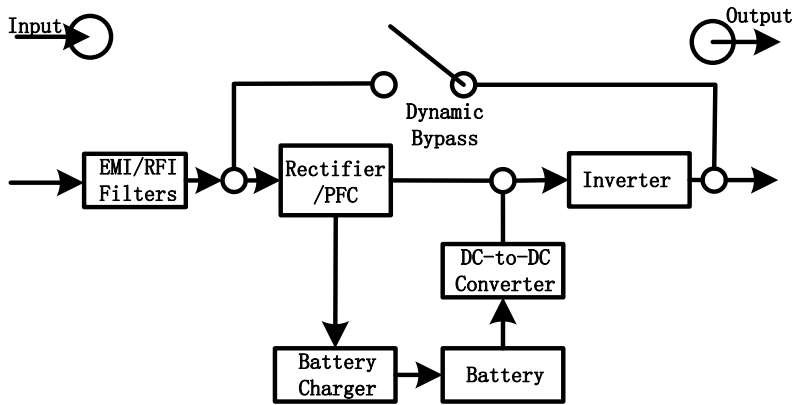 Input
Output
Dynamic
Bypass
EMI/RFI
Filters
Rectifier
/PFC
Inverter
DC-to-DC
Converter
Battery
Charger
Battery